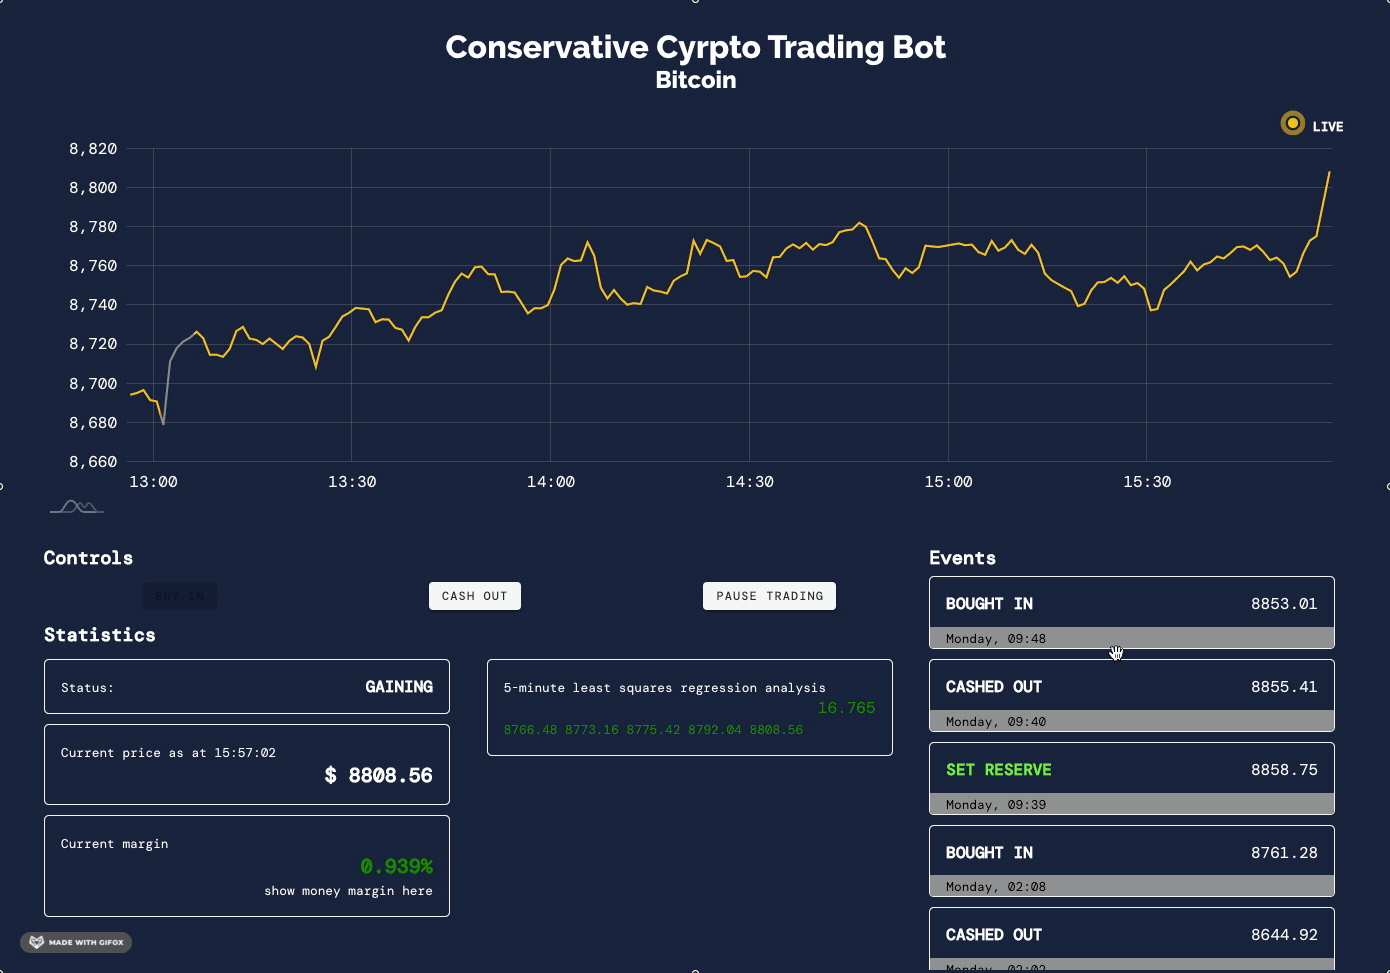 Conservative Cyrpto Trading Bot
Bitcoin
LIVE
8,820
8,800
8,780
8,760
8,740
8,720
8,700
8,680
8,660
13:00 13:30 14:00 14:30 15:00 15:30
Controls
BUY IN CASH OUT PAUSE TRADING
Statistics
Status: GAINING
Current price as at 15:57:02
$ 8808.56
Current margin
0.939%
show money margin here
5-minute least squares regression analysis
16.765
8766.48 8773.16 8775.42 8792.04 8808.56
Events
BOUGHT IN 8853.01
Monday, 09:48
CASHED OUT 8855.41
Monday, 09:40
SET RESERVE 8858.75
Monday, 09:39
BOUGHT IN 8761.28
Monday, 02:08
CASHED OUT 8644.92
Monday, 02:02
MADE WITH GIFOX